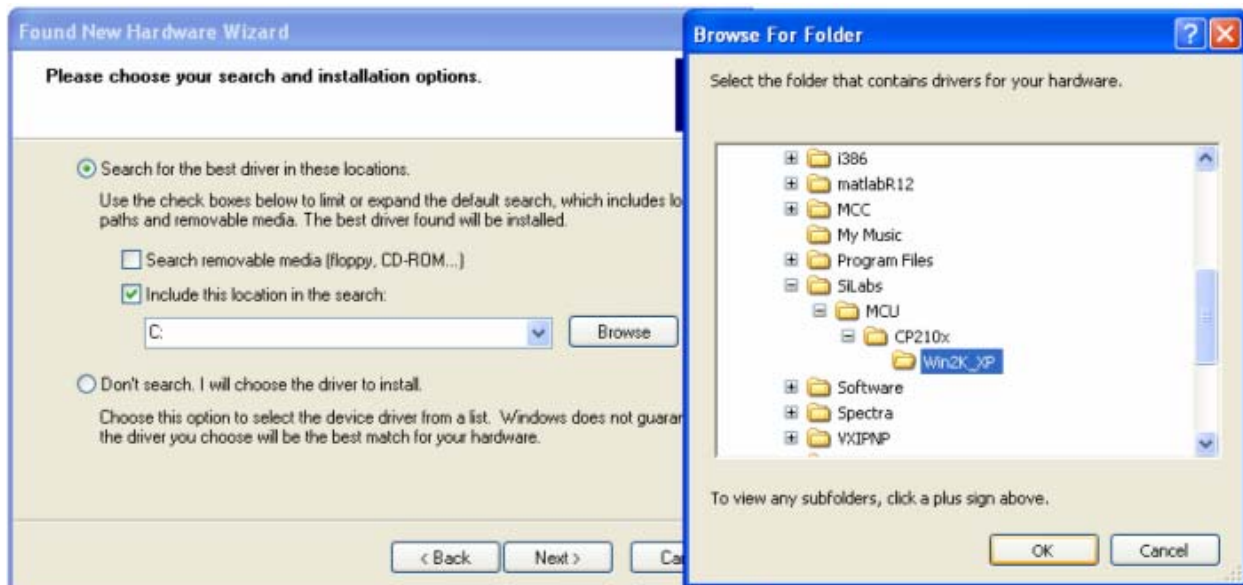 Found New Hardware Wizard
Please choose your search and installation options.
Search for the best driver in these locations.
Use the check boxes below to limit or expand the default search, which includes lo
paths and removable media. The best driver found will be installed.
Search removable media (floppy, CD-ROM...)
Include this location in the search:
C:
Browse
Don't search. I will choose the driver to install.
Choose this option to select the device driver from a list. Windows does not guarar
the driver you choose will be the best match for your hardware.
< Back
Next >
Ca
Browse For Folder
Select the folder that contains drivers for your hardware.
i386
matlabR12
MCC
My Music
Program Files
SiLabs
MCU
CP210x
Win2K_XP
Software
Spectra
VXIPNP
To view any subfolders, click a plus sign above.
OK
Cancel